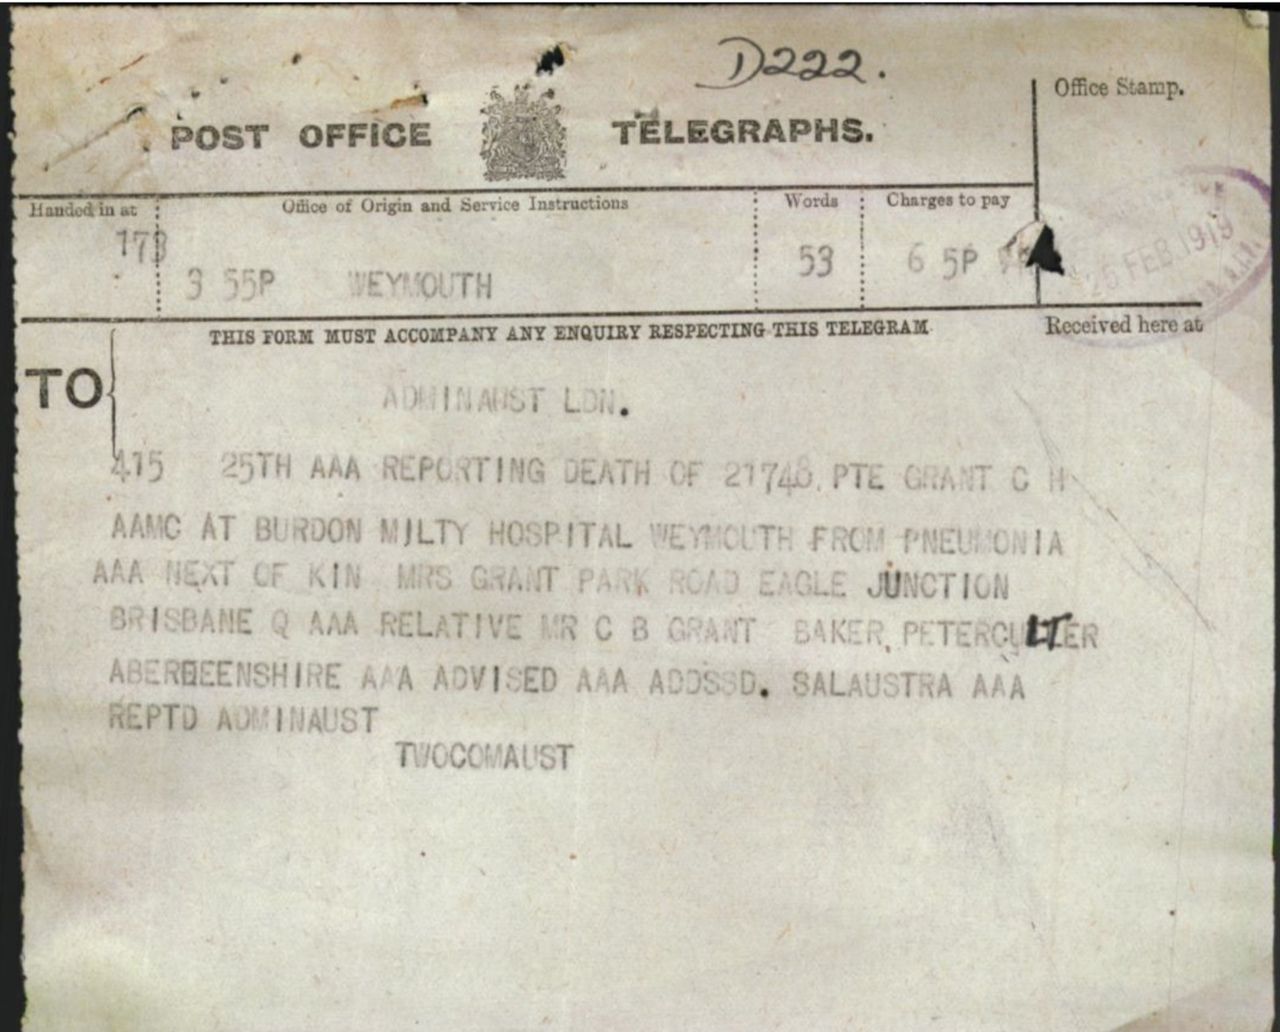 D222.
Office Stamp.
POST OFFICE TELEGRAPHS.
Handed in at Office of Origin and Service Instructions Words Charges to pay
173
3 55P WEYMOUTH 53 6 5P
25 FEB. 1919
THIS FORM MUST ACCOMPANY ANY ENQUIRY RESPECTING THIS TELEGRAM. Received here at
TO
ADMINAUST LDN.
415 25TH AAA REPORTING DEATH OF 21748. PTE GRANT C H
AAMC AT BURDON MILTY HOSPITAL WEYMOUTH FROM PNEUMONIA
AAA NEXT OF KIN MRS GRANT PARK ROAD EAGLE JUNCTION
BRISBANE Q AAA RELATIVE MR C B GRANT BAKER, PETERCULTER
ABERDEENSHIRE AAA ADVISED AAA ADDSSD. SALAUSTRA AAA
REPTD ADMINAUST
TWOCOMAUST